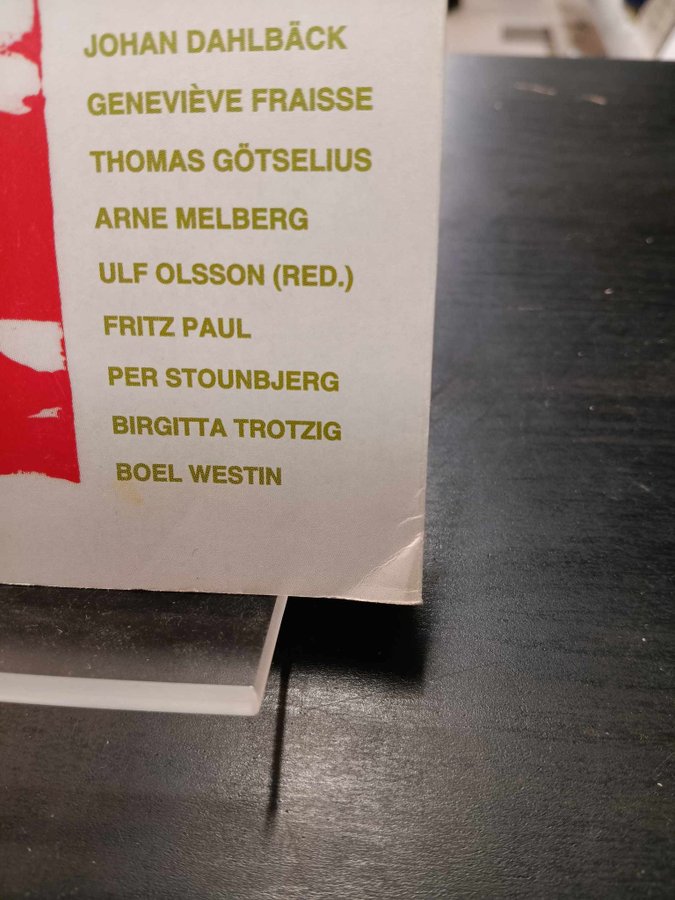 JOHAN DAHLBÄCK
GENEVIÈVE FRAISSE
THOMAS GÖTSELIUS
ARNE MELBERG
ULF OLSSON (RED.)
FRITZ PAUL
PER STOUNBJERG
BIRGITTA TROTZIG
BOEL WESTIN